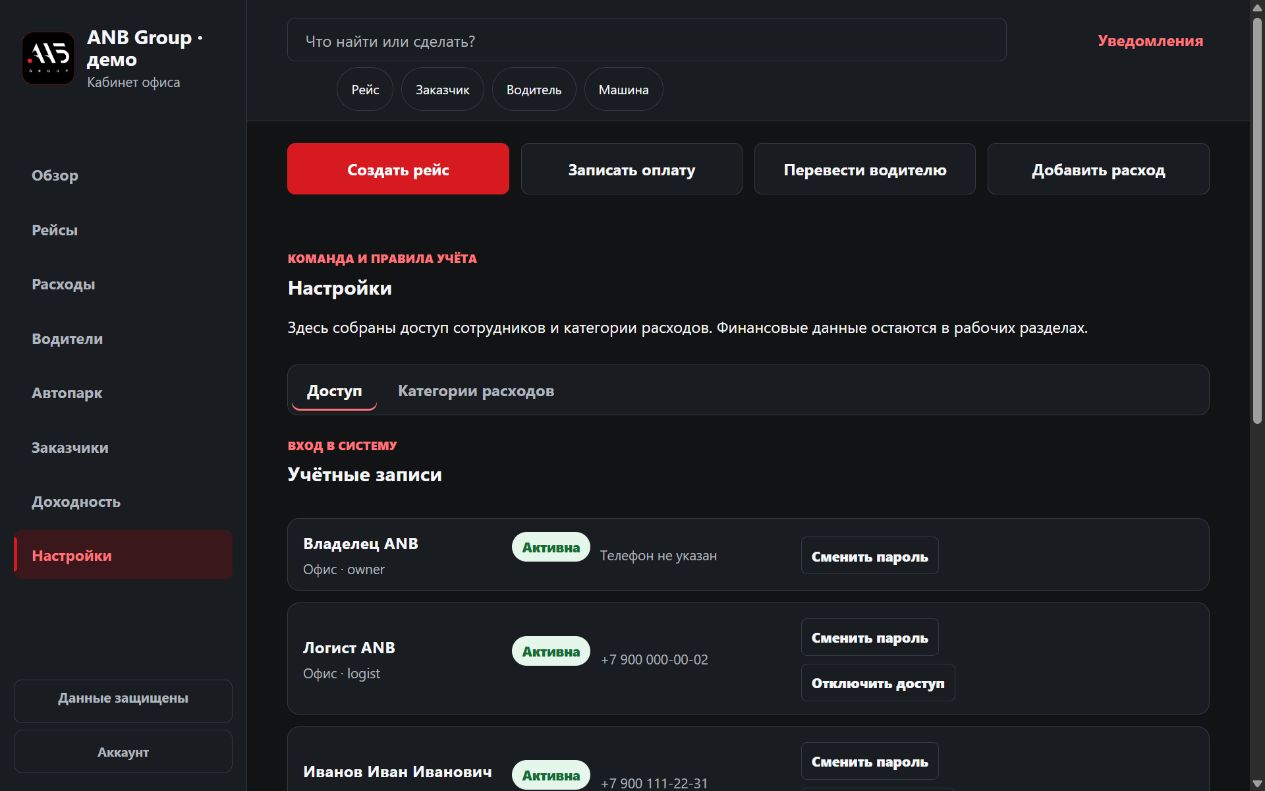 ANB
GROUP
ANB Group ·
демо
Кабинет офиса
Обзор
Рейсы
Расходы
Водители
Автопарк
Заказчики
Доходность
Настройки
Данные защищены
Аккаунт
Что найти или сделать?
Уведомления
Рейс
Заказчик
Водитель
Машина
Создать рейс
Записать оплату
Перевести водителю
Добавить расход
КОМАНДА И ПРАВИЛА УЧЁТА
Настройки
Здесь собраны доступ сотрудников и категории расходов. Финансовые данные остаются в рабочих разделах.
Доступ
Категории расходов
ВХОД В СИСТЕМУ
Учётные записи
Владелец ANB
Офис · owner
Активна
Телефон не указан
Сменить пароль
Логист ANB
Офис · logist
Активна
+7 900 000-00-02
Сменить пароль
Отключить доступ
Иванов Иван Иванович
Активна
+7 900 111-22-31
Сменить пароль